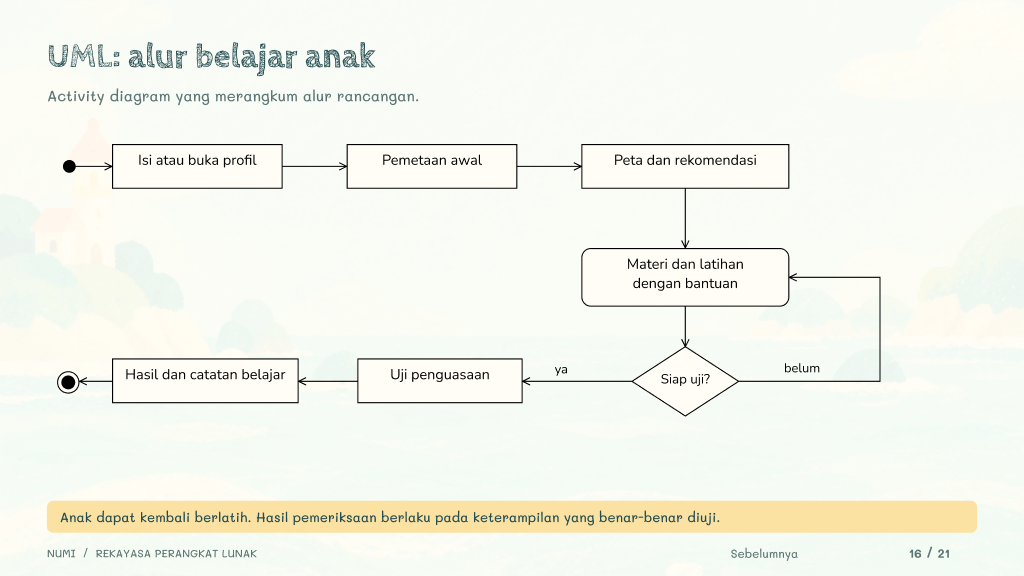 UML: alur belajar anak
Activity diagram yang merangkum alur rancangan.
Isi atau buka profil
Pemetaan awal
Peta dan rekomendasi
Materi dan latihan
dengan bantuan
Siap uji?
belum
ya
Uji penguasaan
Hasil dan catatan belajar
Anak dapat kembali berlatih. Hasil pemeriksaan berlaku pada keterampilan yang benar-benar diuji.
NUMI / REKAYASA PERANGKAT LUNAK
Sebelumnya
16 / 21